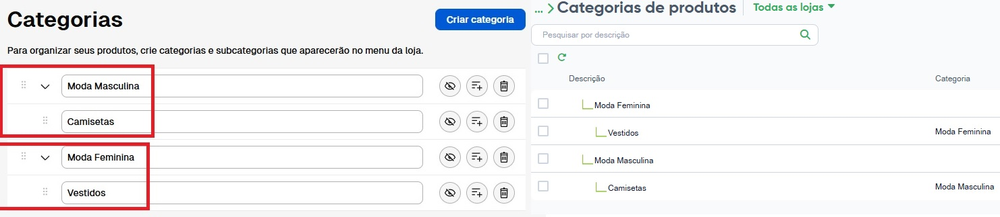 Categorias
Criar categoria
Para organizar seus produtos, crie categorias e subcategorias que aparecerão no menu da loja.
Moda Masculina
Camisetas
Moda Feminina
Vestidos
... Categorias de produtos
Todas as lojas
Pesquisar por descrição
Descrição Categoria
Moda Feminina
Vestidos Moda Feminina
Moda Masculina
Camisetas Moda Masculina